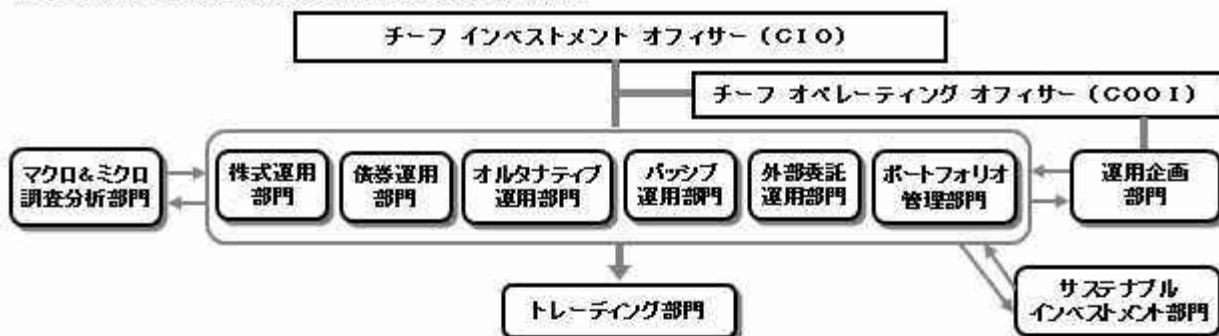 チーフ インベストメント オフィサー (CIO)
チーフ オペレーティング オフィサー (COOI)
マクロ&ミクロ
調査分析部門
株式運用
部門
債券運用
部門
オルタナティブ
運用部門
パッシブ
運用部門
外部委託
運用部門
ポートフォリオ
管理部門
運用企画
部門
トレーディング部門
サステナブル
インベストメント部門